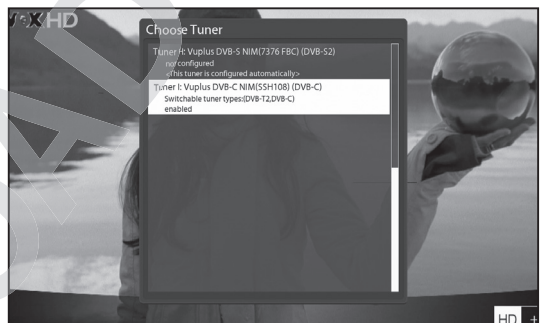 VOX HD
Choose Tuner
Tuner H: Vuplus DVB-S NIM(7376 FBC) (DVB-S2)
not configured
<This tuner is configured automatically>
Tuner I: Vuplus DVB-C NIM(SSH108) (DVB-C)
Switchable tuner types:(DVB-T2,DVB-C)
enabled
HD +